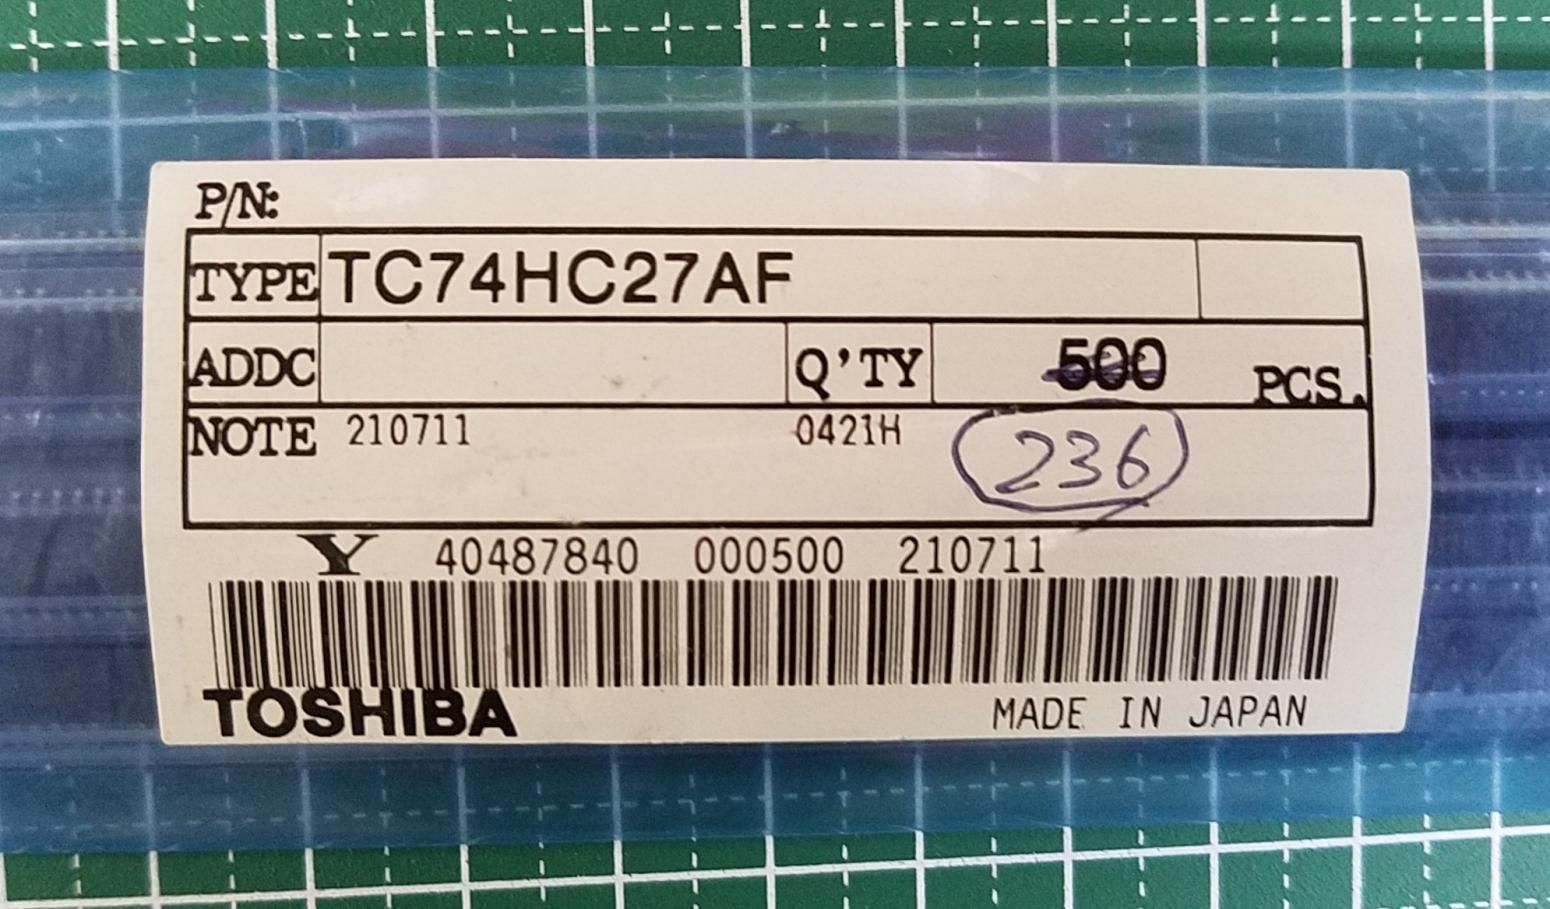 P/N:
TYPE TC74HC27AF
ADDC Q'TY 500 PCS.
NOTE 210711 0421H 236
Y 40487840 000500 210711
TOSHIBA MADE IN JAPAN